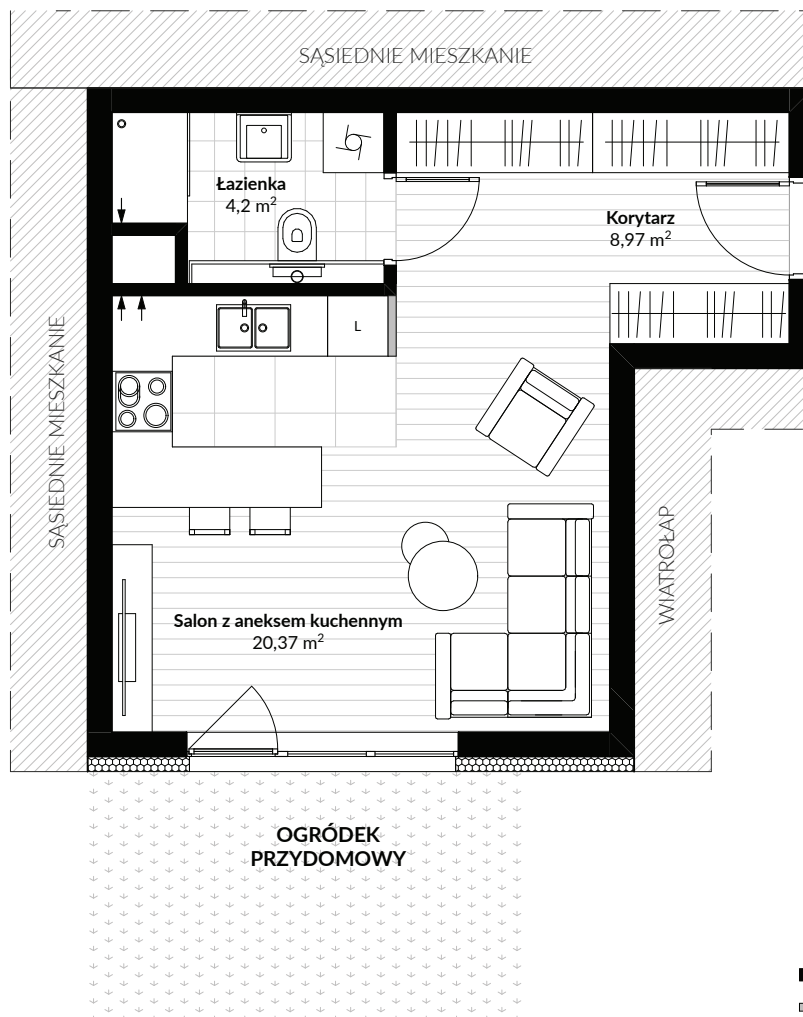 SĄSIEDNIE MIESZKANIE
Łazienka
4,2 m²
Korytarz
8,97 m²
L
SĄSIEDNIE MIESZKANIE
WIATROŁAP
Salon z aneksem kuchennym
20,37 m²
OGRÓDEK
PRZYDOMOWY